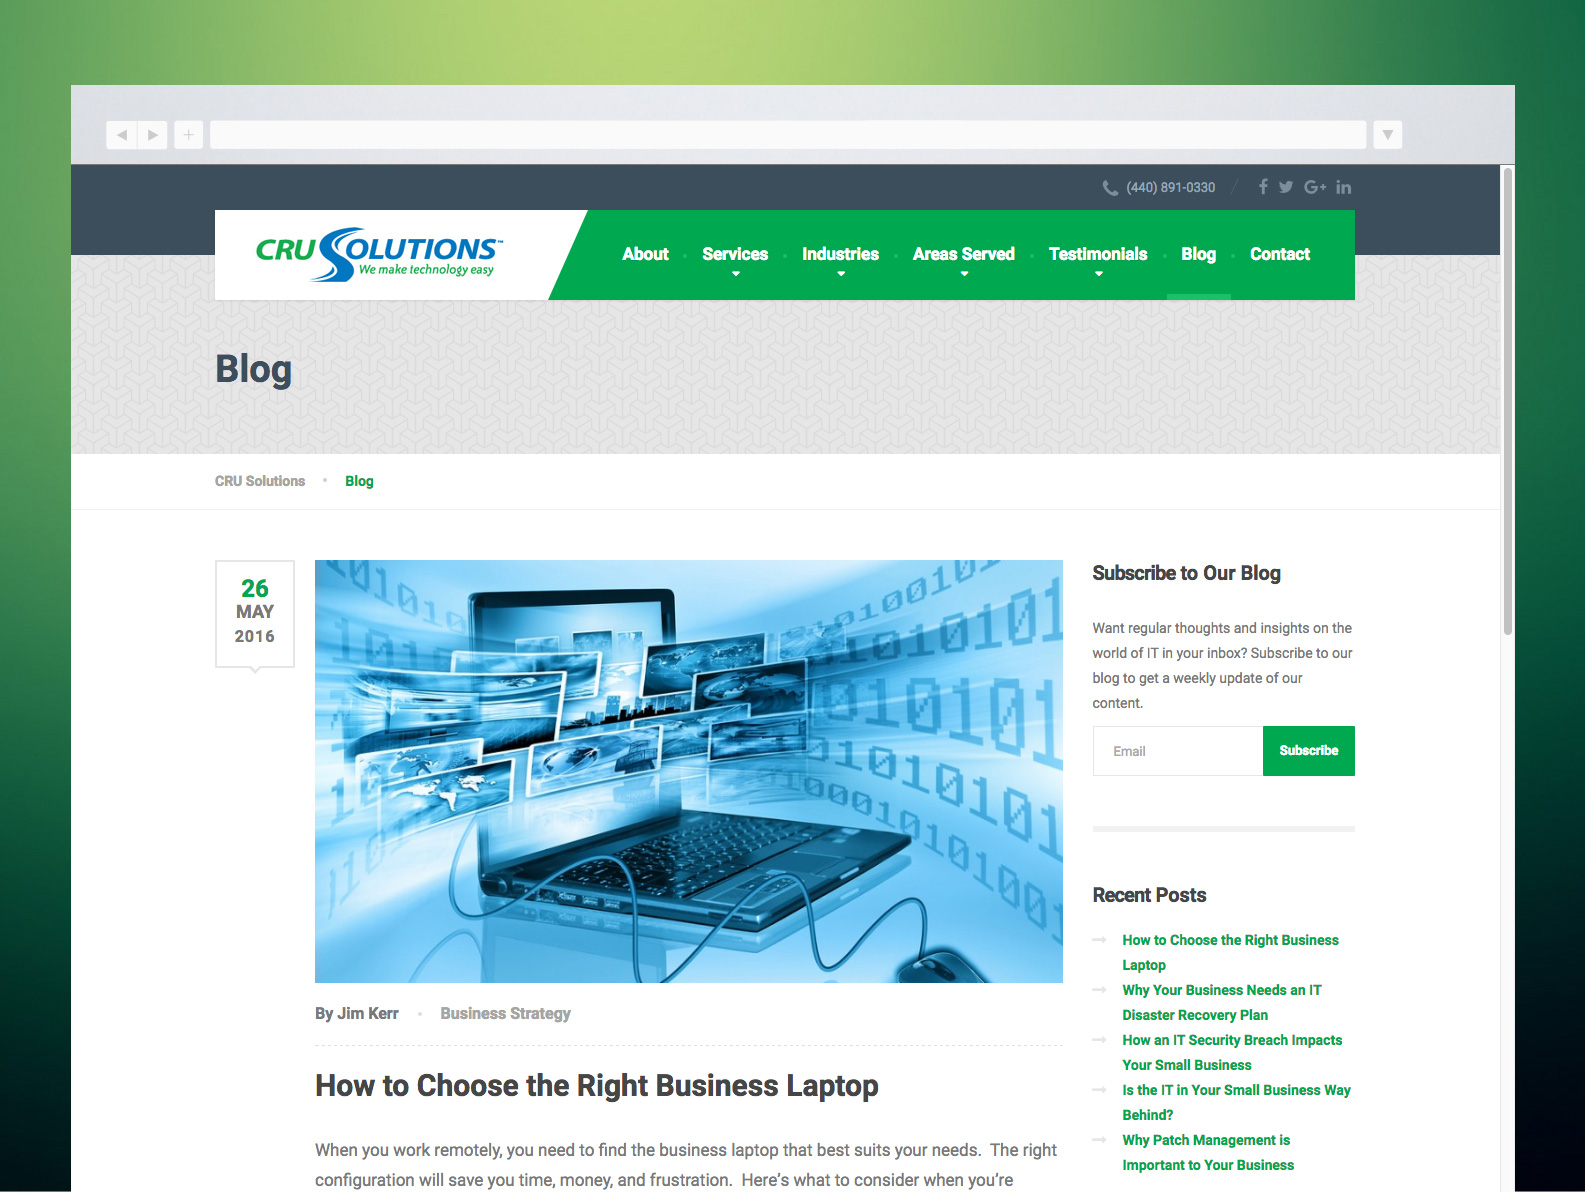 (440) 891-0330
CRU SOLUTIONS™
We make technology easy
About Services Industries Areas Served Testimonials Blog Contact
Blog
CRU Solutions Blog
26
MAY
2016
By Jim Kerr Business Strategy
How to Choose the Right Business Laptop
When you work remotely, you need to find the business laptop that best suits your needs. The right
configuration will save you time, money, and frustration. Here's what to consider when you're
Subscribe to Our Blog
Want regular thoughts and insights on the
world of IT in your inbox? Subscribe to our
blog to get a weekly update of our
content.
Email Subscribe
Recent Posts
How to Choose the Right Business
Laptop
Why Your Business Needs an IT
Disaster Recovery Plan
How an IT Security Breach Impacts
Your Small Business
Is the IT in Your Small Business Way
Behind?
Why Patch Management is
Important to Your Business